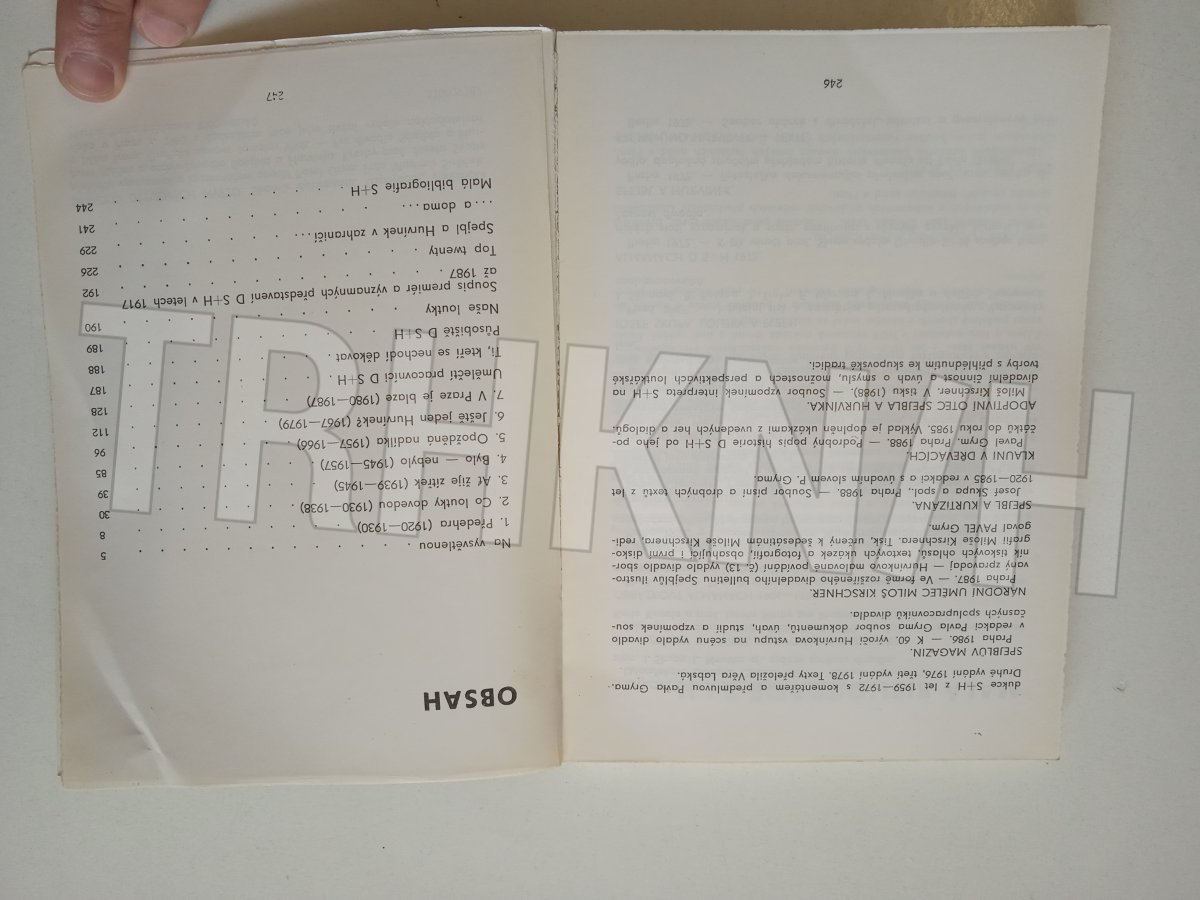 dukce S+H z let 1959—1972 s komentářem a předmluvou Pavla Gryma.
Druhé vydání 1976, třetí vydání 1978. Texty přeložila Věra Labská.
SPEJBLŮV MAGAZIN.
Praha 1986. — K 60. výročí Hurvínkova vstupu na scénu vydalo divadlo
v redakci Pavla Gryma soubor dokumentů, úvah, studií a vzpomínek sou-
časných spolupracovníků divadla.
NÁRODNÍ UMĚLEC MILOŠ KIRSCHNER.
Praha 1987. — Ve formě rozšířeného divadelního bulletinu Spejblův ilustro-
vaný zpravodaj — Hurvínkovo malované povídání (č. 13) vydalo divadlo sbor-
ník tiskových ohlasů, textových ukázek a fotografií, obsahující i první disko-
grafii Miloše Kirschnera. Tisk, určený k šedesátinám Miloše Kirschnera, redi-
goval PAVEL Grym.
SPEJBL A KURTIZÁNA.
Josef Skupa a spol., Praha 1988. — Soubor písní a drobných textů z let
1920—1985 v redakci a s úvodním slovem P. Gryma.
KLAUNI V DŘEVÁCÍCH.
Pavel Grym. Praha 1988. — Podrobný popis historie D S+H od jeho po-
čátků do roku 1985. Výklad je doplněn ukázkami z uvedených her a dialogů.
ADOPTIVNÍ OTEC SPEJBLA A HURVÍNKA.
Miloš Kirschner. V tisku (1988). — Soubor vzpomínek interpreta S+H na
divadelní činnost a úvah o smyslu, možnostech a perspektivách loutkářské
tvorby s přihlédnutím ke skupovské tradici.
246
OBSAH
Na vysvětlenou . . . . . . . . . . . 5
1. Předehra (1920—1930) . . . . . . . . . 8
2. Co loutky dovedou (1930—1938) . . . . . . . 30
3. Ať žije zítřek (1939—1945) . . . . . . . . 39
4. Bylo — nebylo (1945—1957) . . . . . . . . 85
5. Opožděná nadílka (1957—1966) . . . . . . . 96
6. Ještě jeden Hurvínek? (1967—1979) . . . . . . 112
7. V Praze je blaze (1980—1987) . . . . . . . 128
Umělečtí pracovníci D S+H . . . . . . . . 187
Ti, kteří se nechodí děkovat . . . . . . . . 188
Působiště D S+H . . . . . . . . . . 189
Naše loutky . . . . . . . . . . . 190
Soupis premiér a významných představení D S+H v letech 1917
až 1987 . . . . . . . . . . . . 192
Top twenty . . . . . . . . . . . 226
Spejbl a Hurvínek v zahraničí... . . . . . . . 229
...a doma... . . . . . . . . . . . 241
Malá bibliografie S+H . . . . . . . . . 244
247
TRHKNIH